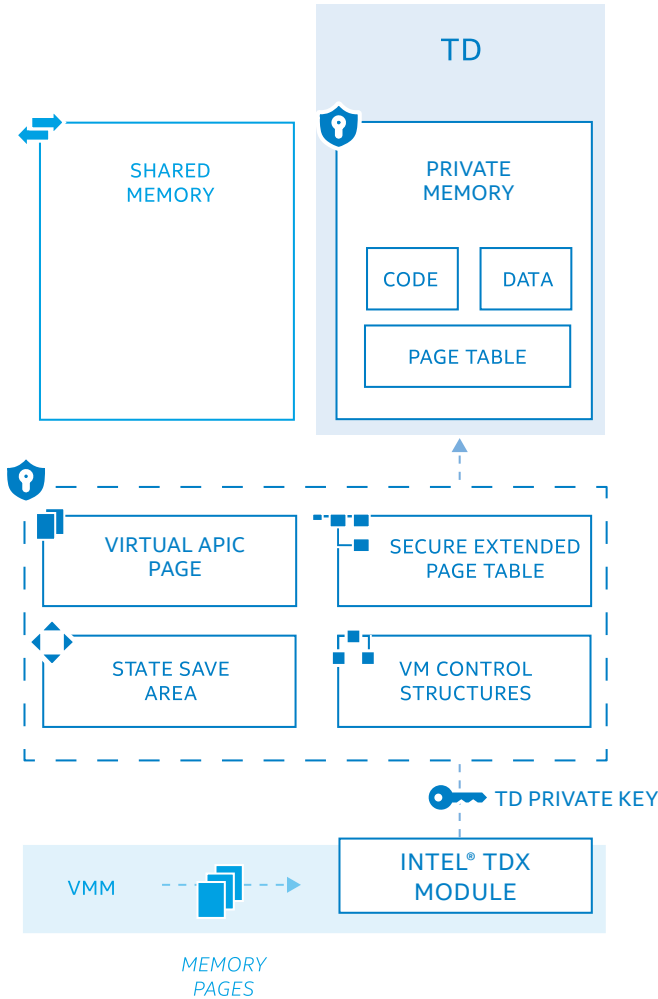 TD
SHARED
MEMORY
PRIVATE
MEMORY
CODE
DATA
PAGE TABLE
VIRTUAL APIC
PAGE
SECURE EXTENDED
PAGE TABLE
STATE SAVE
AREA
VM CONTROL
STRUCTURES
TD PRIVATE KEY
VMM
INTEL® TDX
MODULE
MEMORY
PAGES